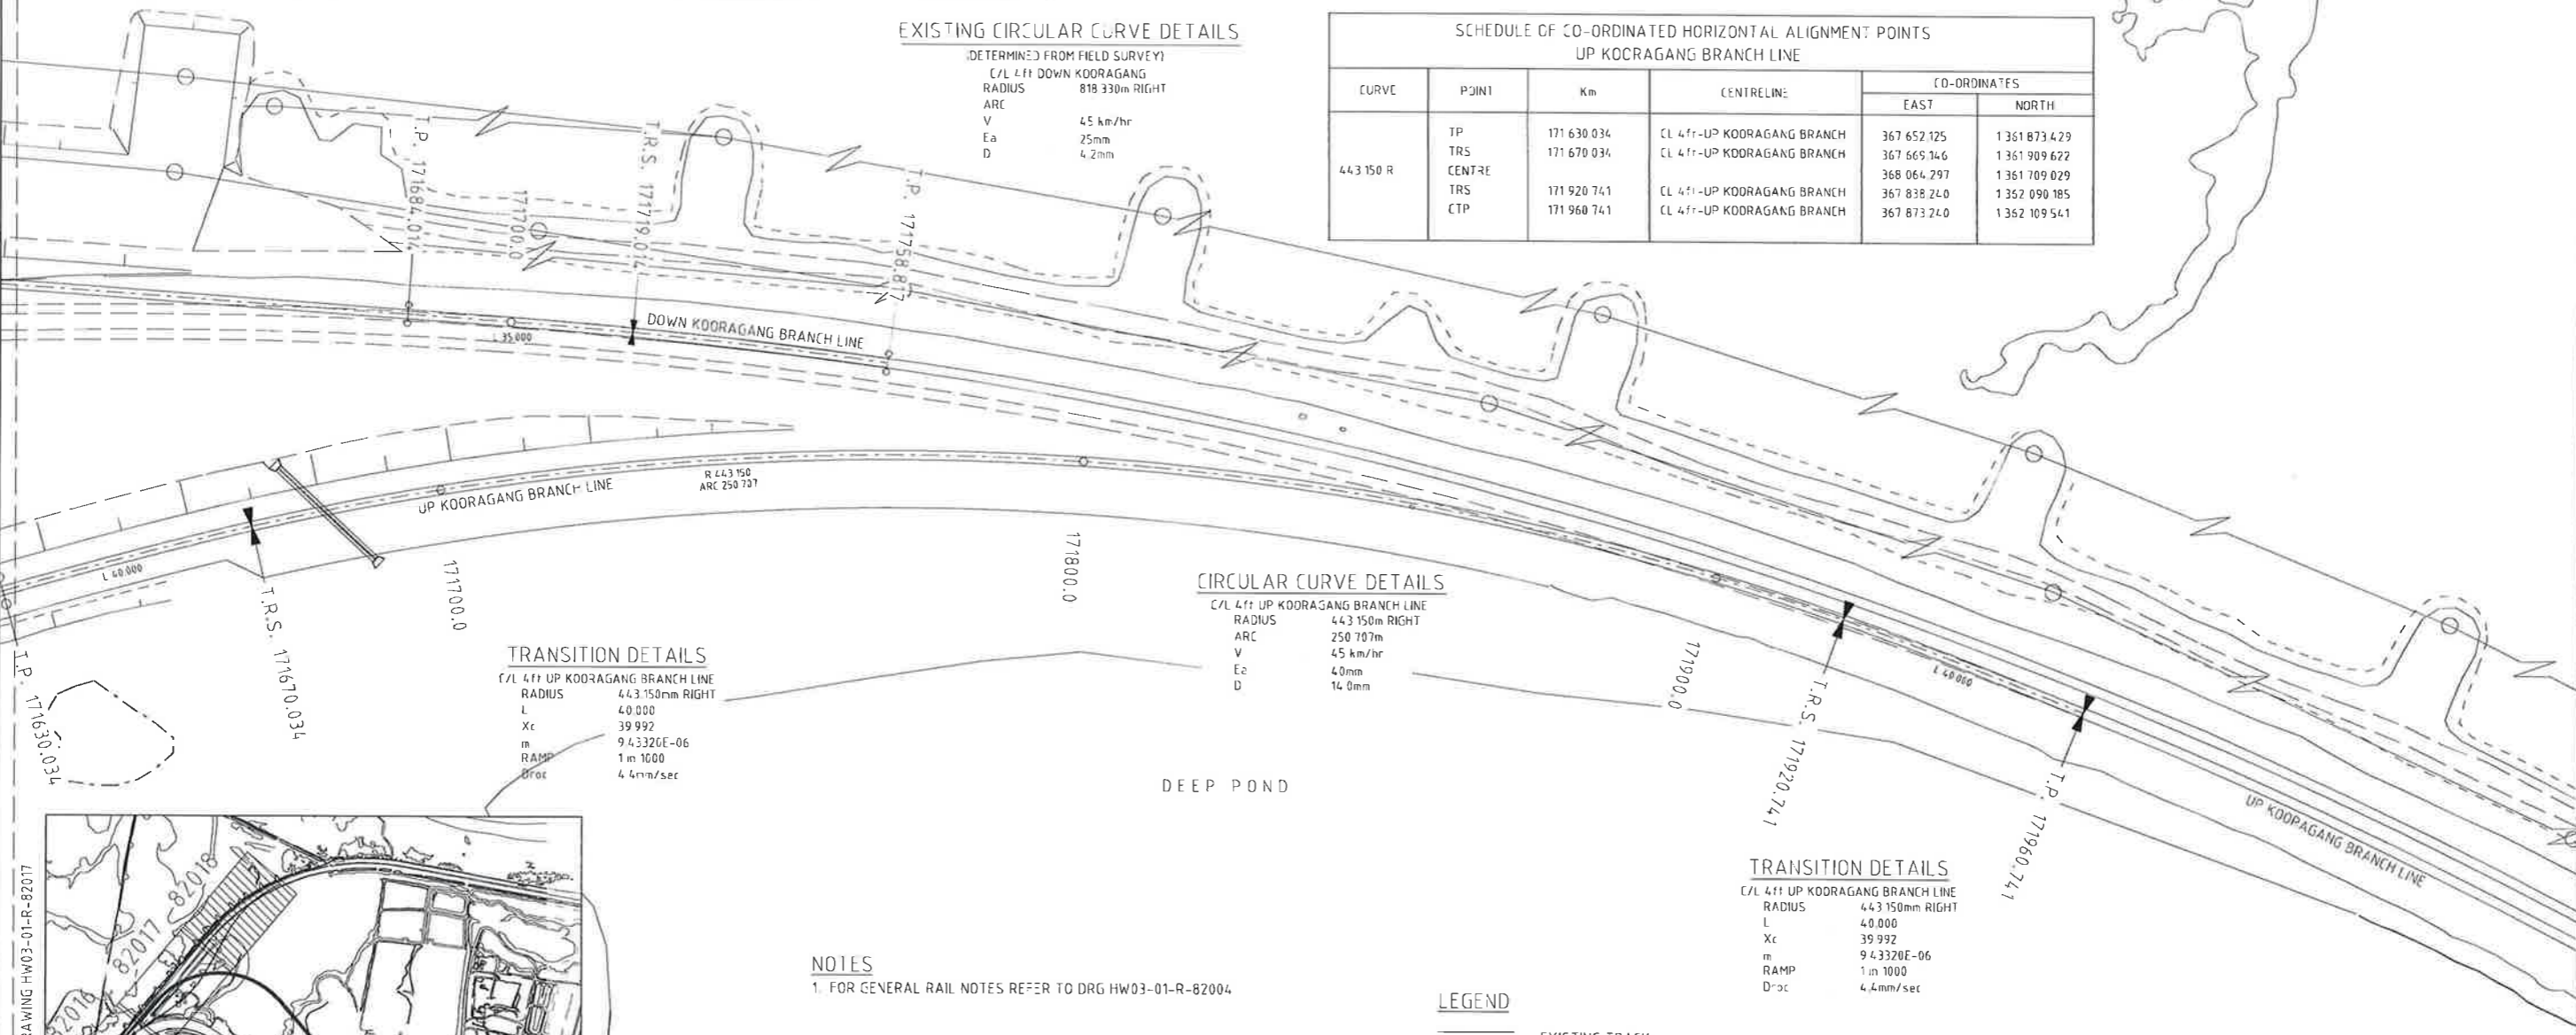 EXISTING CIRCULAR CURVE DETAILS
(DETERMINED FROM FIELD SURVEY)
C/L 4ft DOWN KOORAGANG
RADIUS 818 330m RIGHT
ARC
V 45 km/hr
Ea 25mm
D 4.2mm
SCHEDULE OF CO-ORDINATED HORIZONTAL ALIGNMENT POINTS
UP KOORAGANG BRANCH LINE
CURVE POINT Km CENTRELINE CO-ORDINATES
EAST NORTH
443 150 R
TP 171 630.034 CL 4ft-UP KOORAGANG BRANCH 367 652.125 1 361 873.429
TRS 171 670 034 CL 4ft-UP KOORAGANG BRANCH 367 669.146 1 361 909 622
CENTRE 368 064.297 1 361 709 029
TRS 171 920 741 CL 4ft-UP KOORAGANG BRANCH 367 838.240 1 362 090 185
CTP 171 960 741 CL 4ft-UP KOORAGANG BRANCH 367 873.240 1 362 109 541
T.P. 171684.014
171700.0
T.R.S. 171719.014
T.P. 171758.877
L 35.000
DOWN KOORAGANG BRANCH LINE
R 443.150
ARC 250 707
UP KOORAGANG BRANCH LINE
L 40.000
T.P. 171630.034
T.R.S. 171670.034
171700.0
171800.0
171900.0
T.R.S. 171920.741
L 40.000
T.P. 171960.741
UP KOORAGANG BRANCH LINE
TRANSITION DETAILS
C/L 4ft UP KOORAGANG BRANCH LINE
RADIUS 443.150mm RIGHT
L 40.000
Xc 39 992
m 9.43320E-06
RAMP 1 in 1000
Droc 4 4mm/sec
CIRCULAR CURVE DETAILS
C/L 4ft UP KOORAGANG BRANCH LINE
RADIUS 443 150m RIGHT
ARC 250 707m
V 45 km/hr
Ea 40mm
D 14 0mm
DEEP POND
TRANSITION DETAILS
C/L 4ft UP KOORAGANG BRANCH LINE
RADIUS 443 150mm RIGHT
L 40.000
Xc 39 992
m 9 43320E-06
RAMP 1 in 1000
Droc 4.4mm/sec
82018
82017
82016
RAWING HW03-01-R-82017
NOTES
1. FOR GENERAL RAIL NOTES REFER TO DRG HW03-01-R-82004
LEGEND
EXISTING TRACK